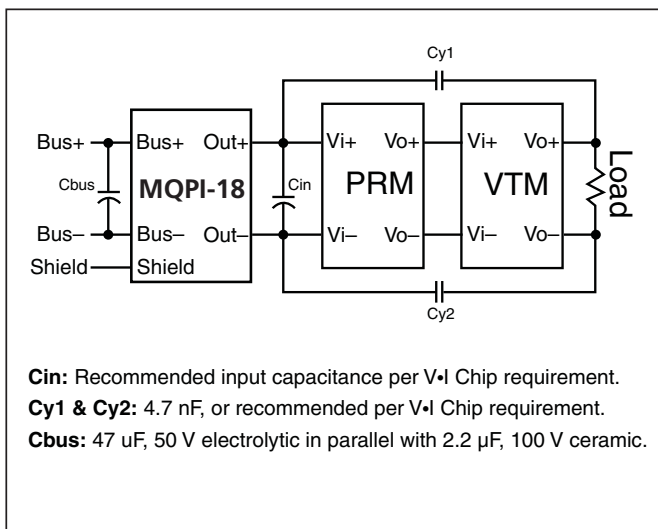 Cy1
Bus+ Bus+ Out+ Vi+ Vo+ Vi+ Vo+
Cbus MQPI-18 Cin PRM VTM Load
Bus– Bus– Out– Vi– Vo– Vi– Vo–
Shield Shield
Cy2
Cin: Recommended input capacitance per V•I Chip requirement.
Cy1 & Cy2: 4.7 nF, or recommended per V•I Chip requirement.
Cbus: 47 uF, 50 V electrolytic in parallel with 2.2 µF, 100 V ceramic.